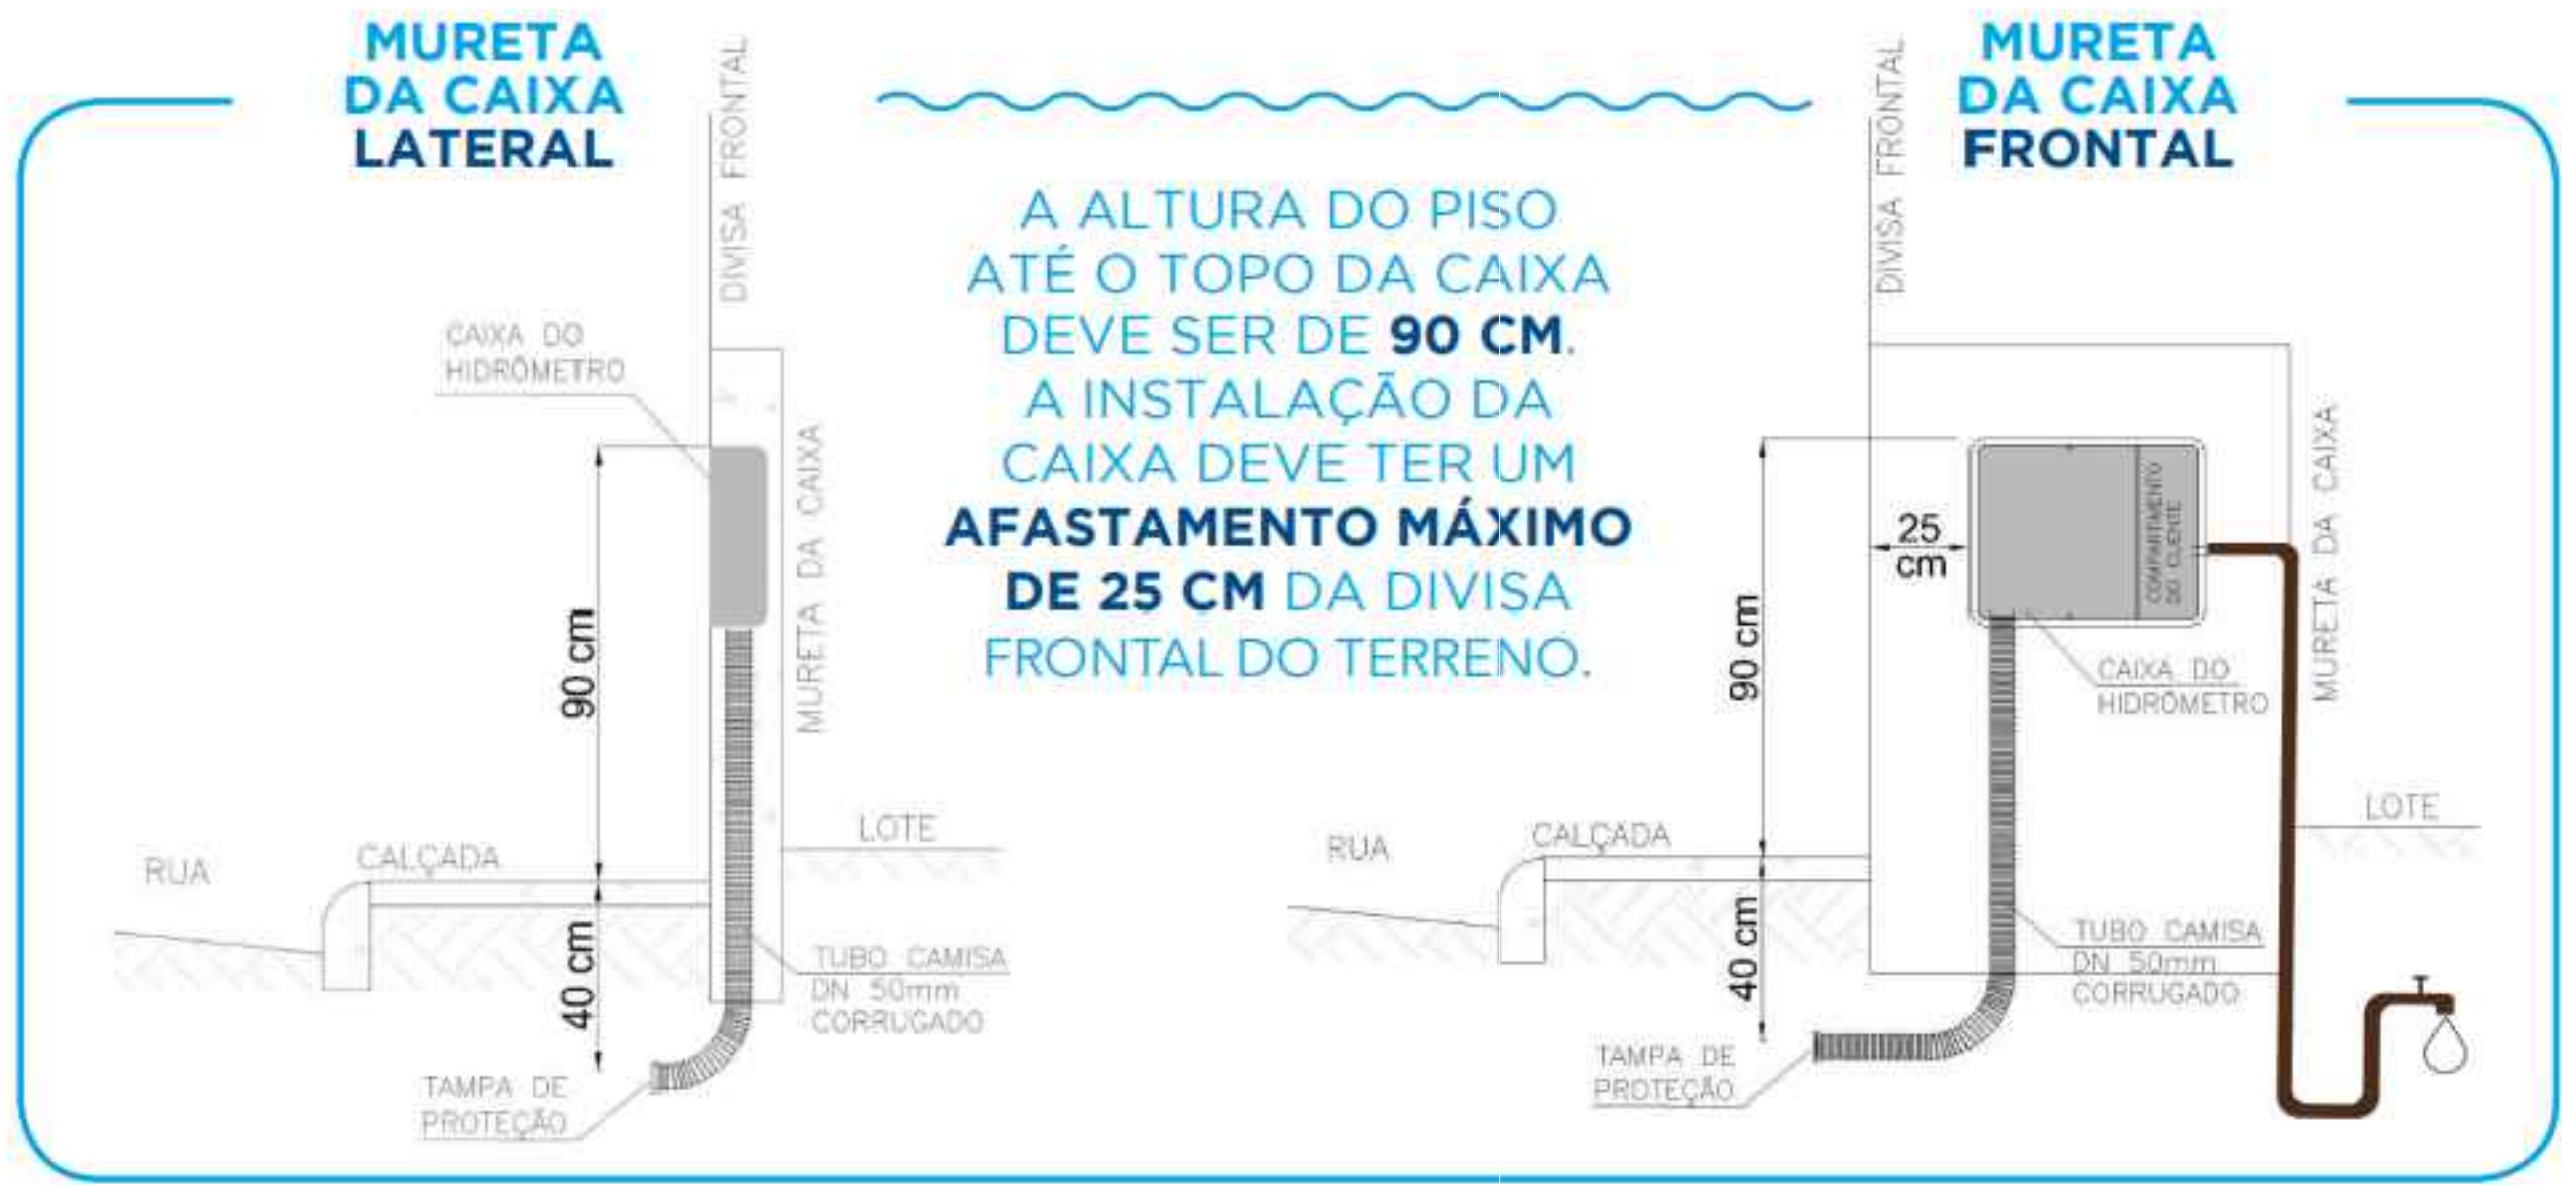 MURETA
DA CAIXA
LATERAL
DIVISA FRONTAL
CAIXA DO
HIDRÔMETRO
MURETA DA CAIXA
90 cm
LOTE
CALÇADA
RUA
40 cm
TUBO CAMISA
DN 50mm
CORRUGADO
TAMPA DE
PROTEÇÃO
A ALTURA DO PISO
ATÉ O TOPO DA CAIXA
DEVE SER DE 90 CM.
A INSTALAÇÃO DA
CAIXA DEVE TER UM
AFASTAMENTO MÁXIMO
DE 25 CM DA DIVISA
FRONTAL DO TERRENO.
MURETA
DA CAIXA
FRONTAL
DIVISA FRONTAL
MURETA DA CAIXA
COMPARTIMENTO
DO CLIENTE
25
cm
90 cm
CAIXA DO
HIDRÔMETRO
LOTE
CALÇADA
RUA
40 cm
TUBO CAMISA
DN 50mm
CORRUGADO
TAMPA DE
PROTEÇÃO